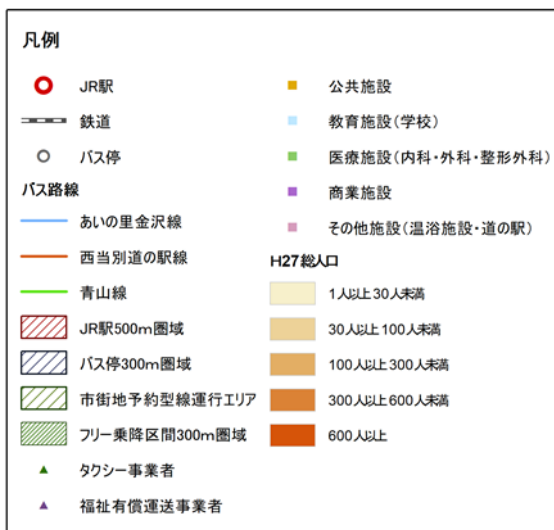 凡例
JR駅
鉄道
バス停
バス路線
あいの里金沢線
西当別道の駅線
青山線
JR駅500m圏域
バス停300m圏域
市街地予約型線運行エリア
フリー乗降区間300m圏域
タクシー事業者
福祉有償運送事業者
公共施設
教育施設(学校)
医療施設(内科・外科・整形外科)
商業施設
その他施設(温浴施設・道の駅)
H27総人口
1人以上30人未満
30人以上100人未満
100人以上300人未満
300人以上600人未満
600人以上